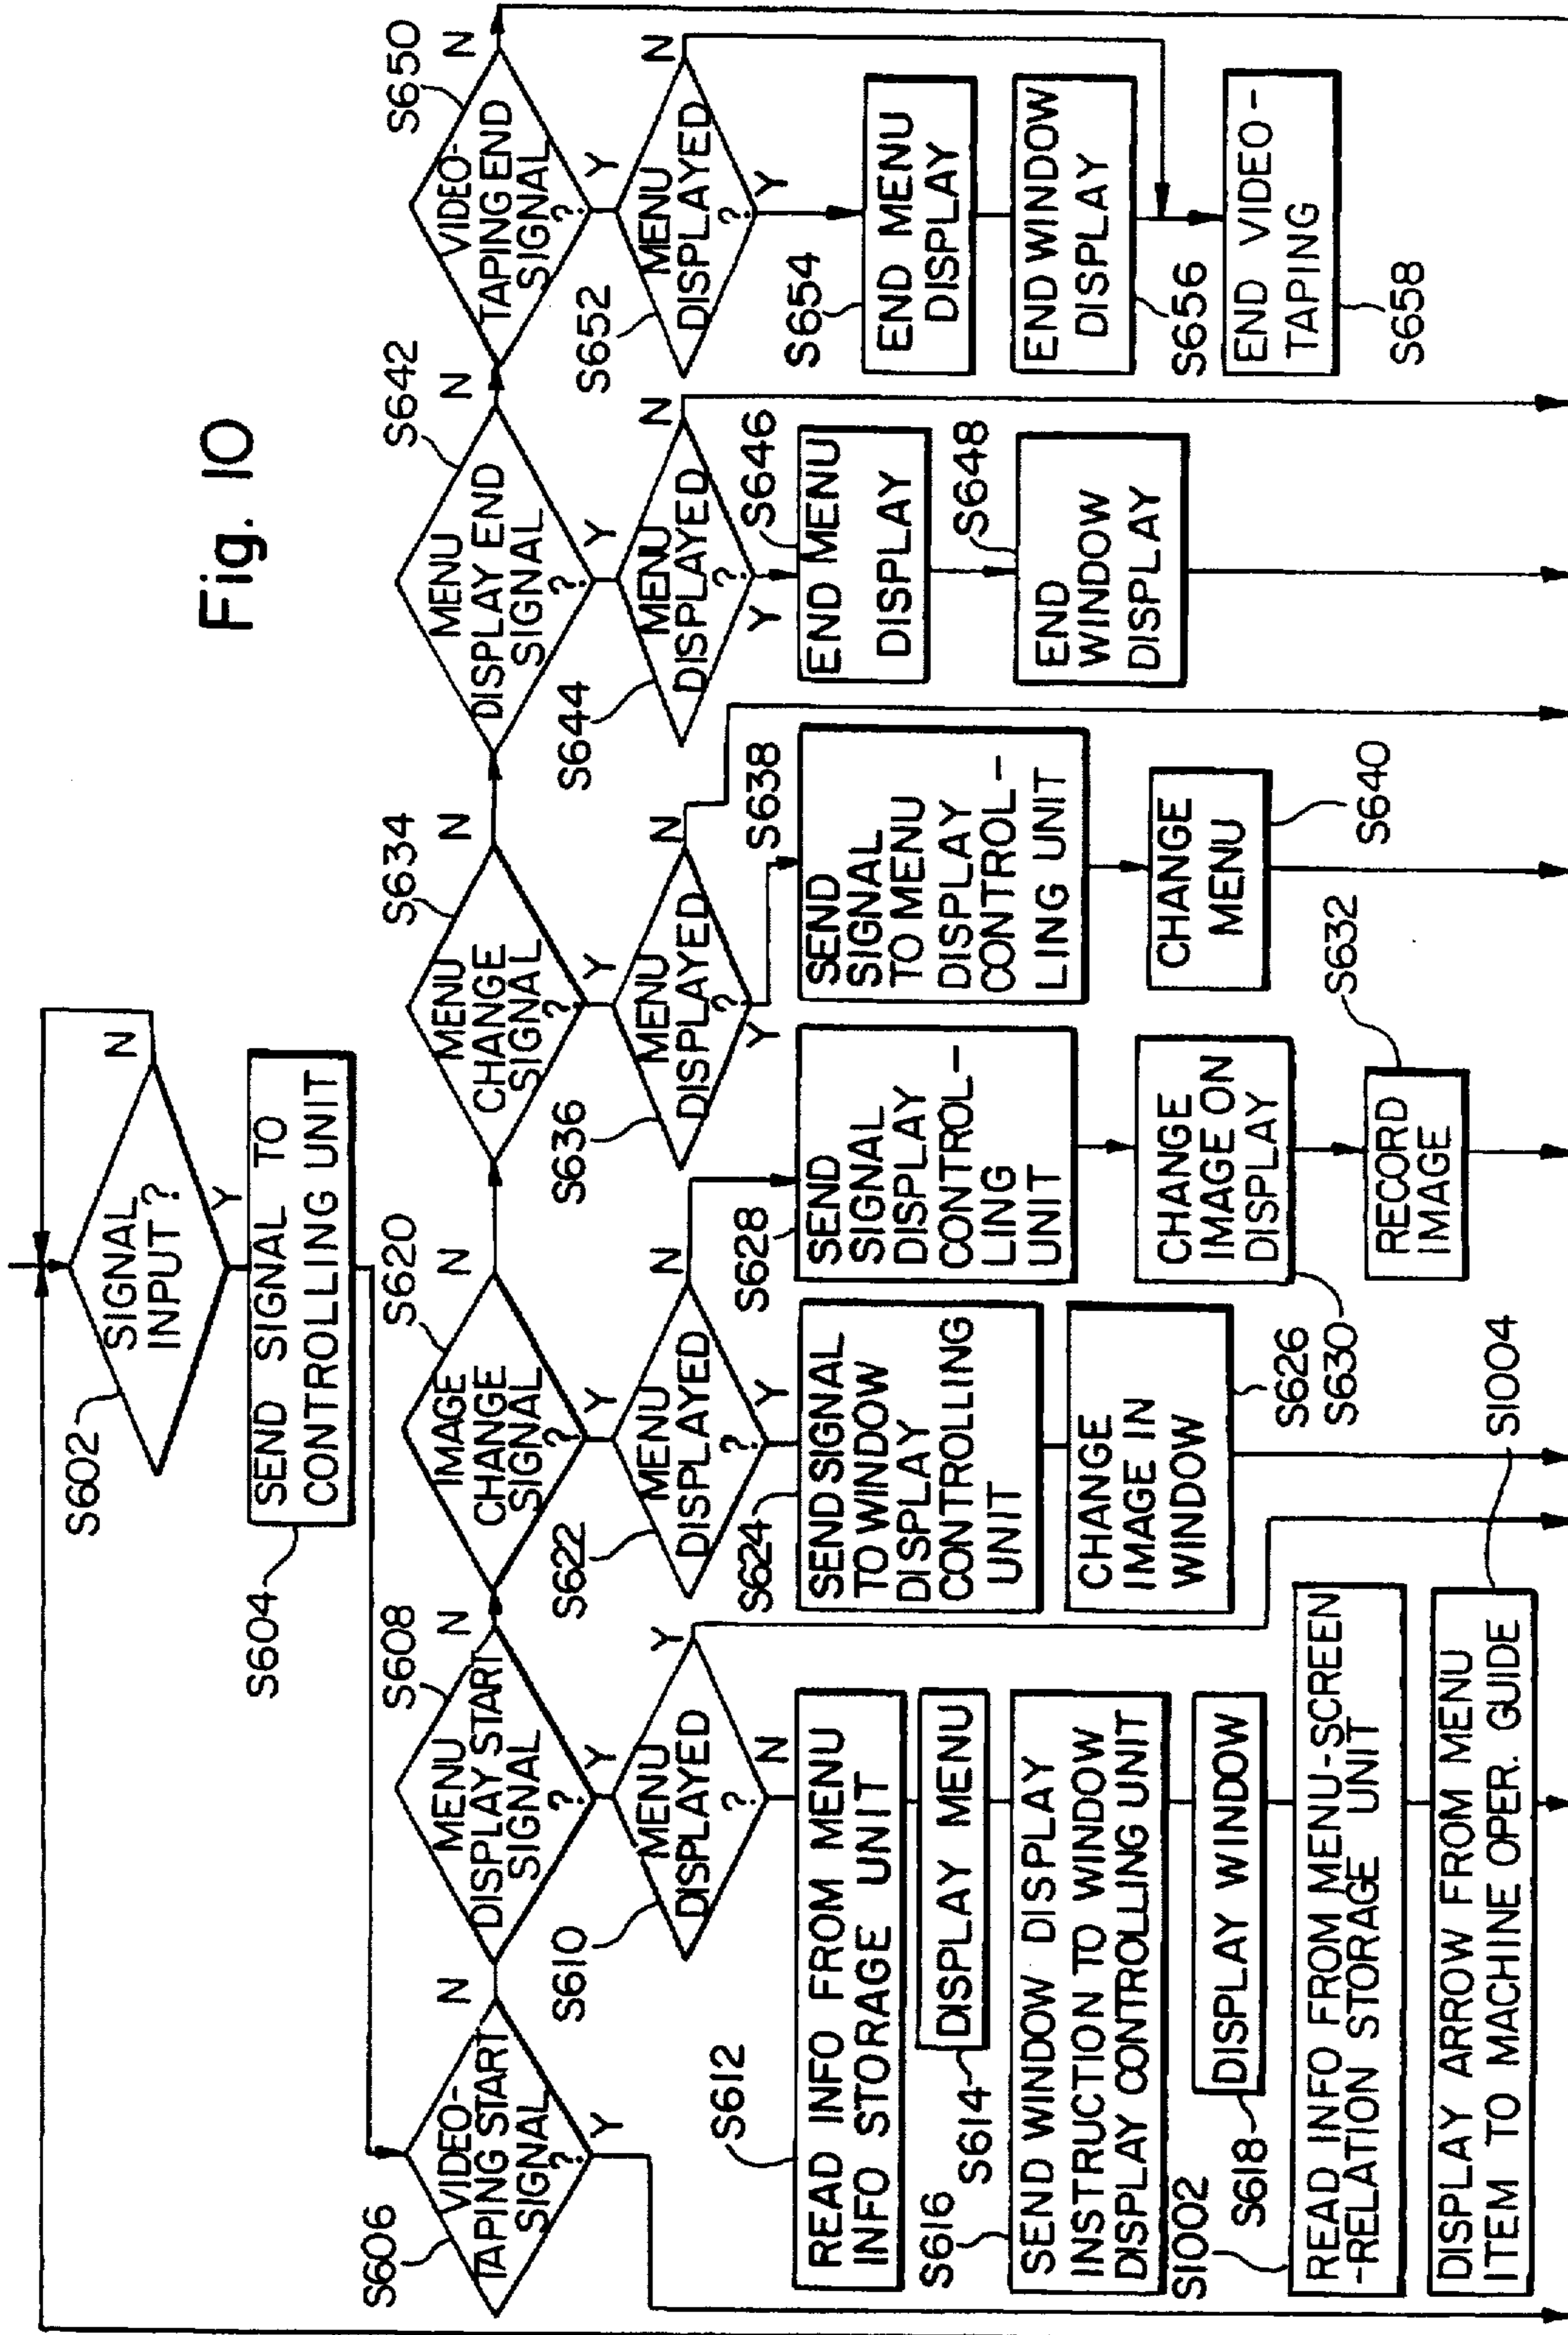 Fig. 10
S602
SIGNAL
INPUT?
N
Y
S604
SEND SIGNAL TO
CONTROLLING UNIT
S606
VIDEO-
TAPING START
SIGNAL
?
N
Y
S608
MENU
DISPLAY START
SIGNAL
?
N
Y
S610
MENU
DISPLAYED
?
Y
N
S612
READ INFO FROM MENU
INFO STORAGE UNIT
S614
DISPLAY MENU
S616
SEND WINDOW DISPLAY
INSTRUCTION TO WINDOW
DISPLAY CONTROLLING UNIT
S618
DISPLAY WINDOW
S1002
READ INFO FROM MENU-SCREEN
-RELATION STORAGE UNIT
S1004
DISPLAY ARROW FROM MENU
ITEM TO MACHINE OPER. GUIDE
S620
IMAGE
CHANGE
SIGNAL
?
N
Y
S622
MENU
DISPLAYED
?
N
Y
S624
SEND SIGNAL
TO WINDOW
DISPLAY
CONTROLLING
UNIT
S626
CHANGE
IMAGE IN
WINDOW
S628
SEND
SIGNAL
DISPLAY
CONTROL-
LING
UNIT
S630
CHANGE
IMAGE ON
DISPLAY
S632
RECORD
IMAGE
S634
MENU
CHANGE
SIGNAL
?
N
Y
S636
MENU
DISPLAYED
?
N
Y
S638
SEND
SIGNAL
TO MENU
DISPLAY
CONTROL-
LING UNIT
S640
CHANGE
MENU
S642
MENU
DISPLAY END
SIGNAL
?
N
Y
S644
MENU
DISPLAYED
?
N
Y
S646
END MENU
DISPLAY
S648
END
WINDOW
DISPLAY
S650
VIDEO-
TAPING END
SIGNAL
?
N
Y
S652
MENU
DISPLAYED
?
N
Y
S654
END MENU
DISPLAY
S656
END WINDOW
DISPLAY
S658
END VIDEO-
TAPING